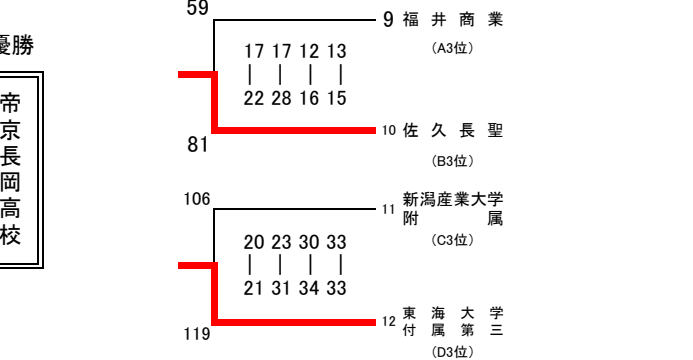 優勝
帝京長岡高校
59
9 福井商業
(A3位)
17 17 12 13
| | | |
22 28 16 15
10 佐久長聖
81
(B3位)
106
11 新潟産業大学
附属
(C3位)
20 23 30 33
| | | |
21 31 34 33
12 東海大学
付属第三
119
(D3位)